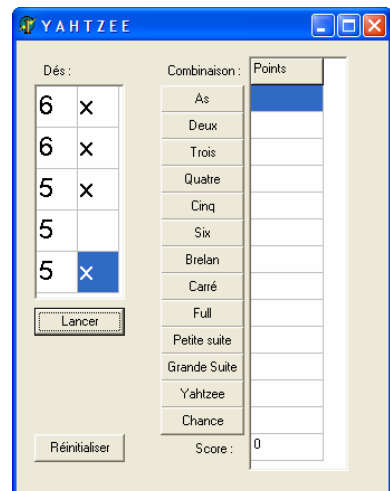 YAHTZEE
Dés :
6 x
6 x
5 x
5
5 x
Lancer
Réinitialiser
Combinaison : Points
As
Deux
Trois
Quatre
Cinq
Six
Brelan
Carré
Full
Petite suite
Grande Suite
Yahtzee
Chance
Score : 0